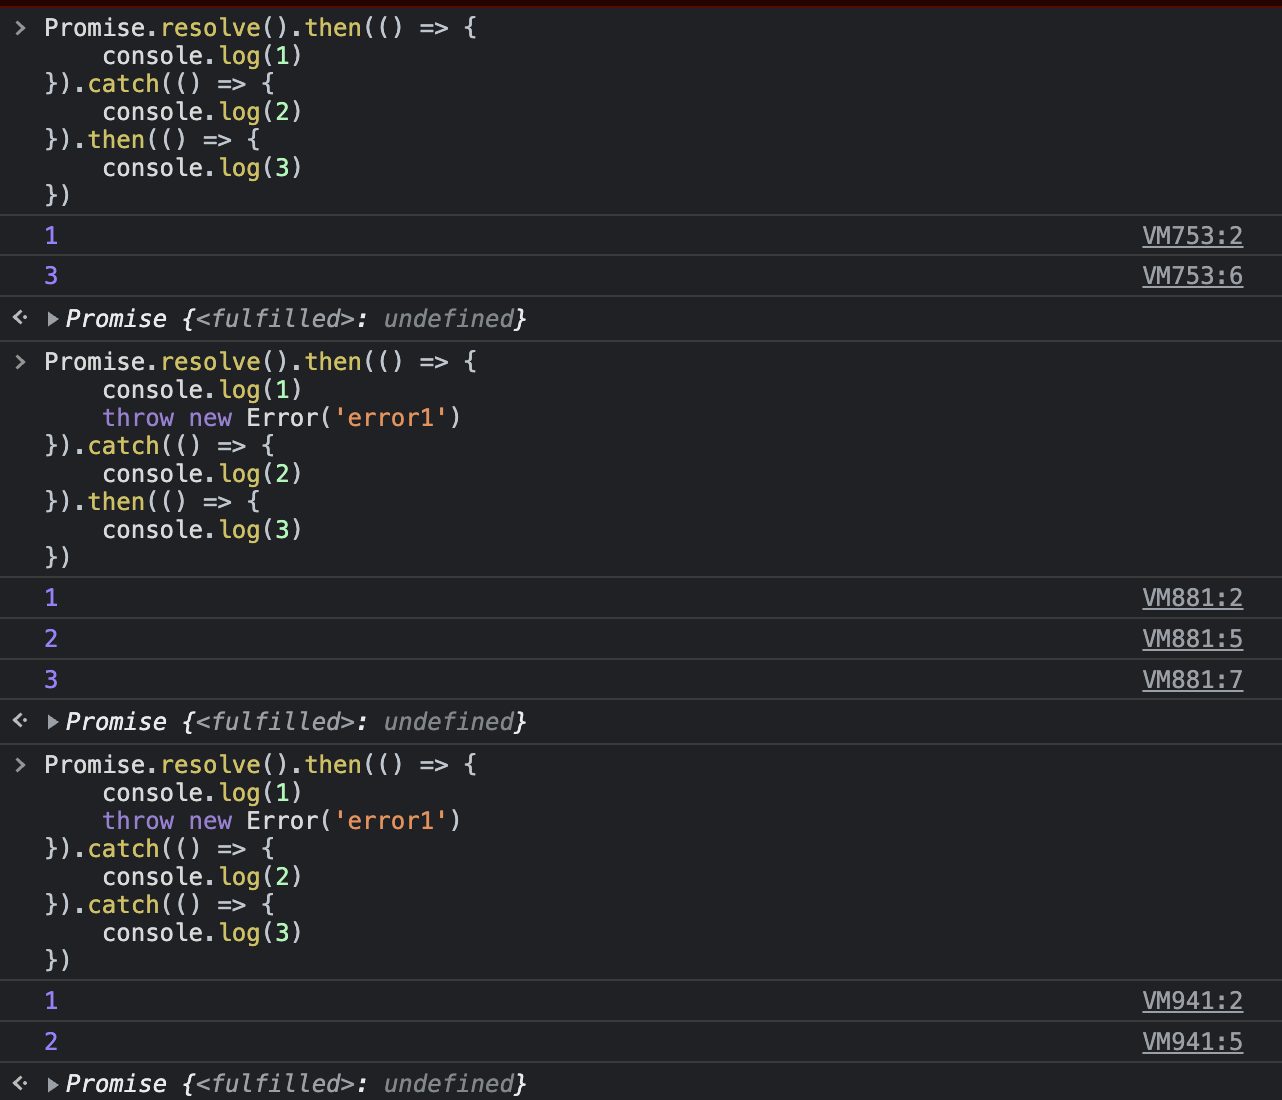 > Promise.resolve().then(() => {
    console.log(1)
}).catch(() => {
    console.log(2)
}).then(() => {
    console.log(3)
})
1 VM753:2
3 VM753:6
Promise {<fulfilled>: undefined}
> Promise.resolve().then(() => {
    console.log(1)
    throw new Error('error1')
}).catch(() => {
    console.log(2)
}).then(() => {
    console.log(3)
})
1 VM881:2
2 VM881:5
3 VM881:7
Promise {<fulfilled>: undefined}
> Promise.resolve().then(() => {
    console.log(1)
    throw new Error('error1')
}).catch(() => {
    console.log(2)
}).catch(() => {
    console.log(3)
})
1 VM941:2
2 VM941:5
Promise {<fulfilled>: undefined}